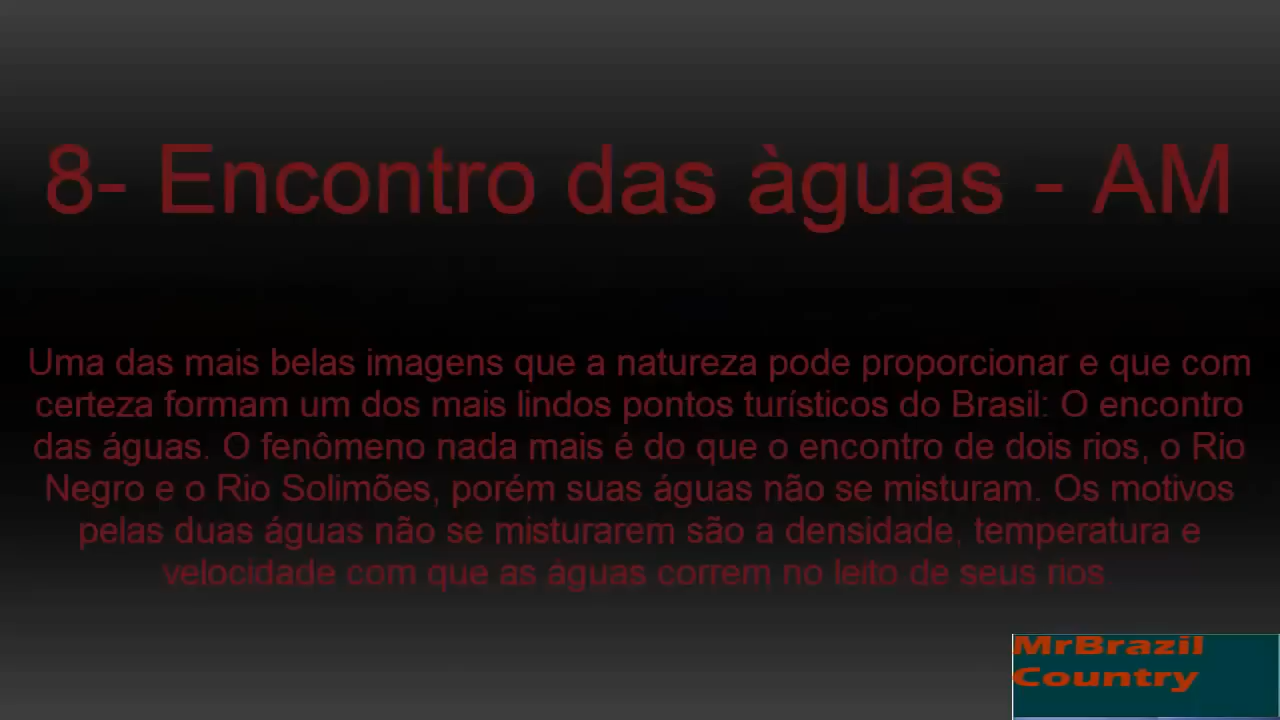 8- Encontro das àguas - AM
Uma das mais belas imagens que a natureza pode proporcionar e que com
certeza formam um dos mais lindos pontos turísticos do Brasil: O encontro
das águas. O fenômeno nada mais é do que o encontro de dois rios, o Rio
Negro e o Rio Solimões, porém suas águas não se misturam. Os motivos
pelas duas águas não se misturarem são a densidade, temperatura e
velocidade com que as águas correm no leito de seus rios.
MrBrazil
Country